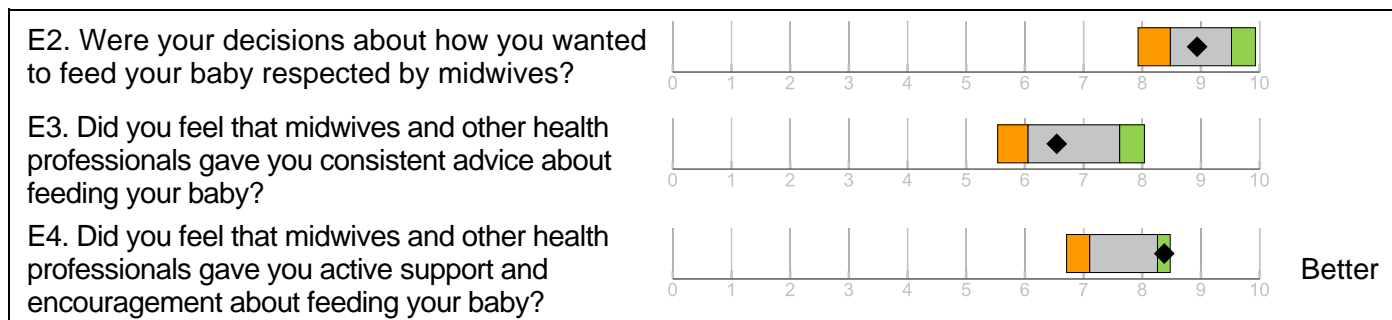 E2. Were your decisions about how you wanted
to feed your baby respected by midwives?
0 1 2 3 4 5 6 7 8 9 10
E3. Did you feel that midwives and other health
professionals gave you consistent advice about
feeding your baby?
0 1 2 3 4 5 6 7 8 9 10
E4. Did you feel that midwives and other health
professionals gave you active support and
encouragement about feeding your baby?
0 1 2 3 4 5 6 7 8 9 10
Better